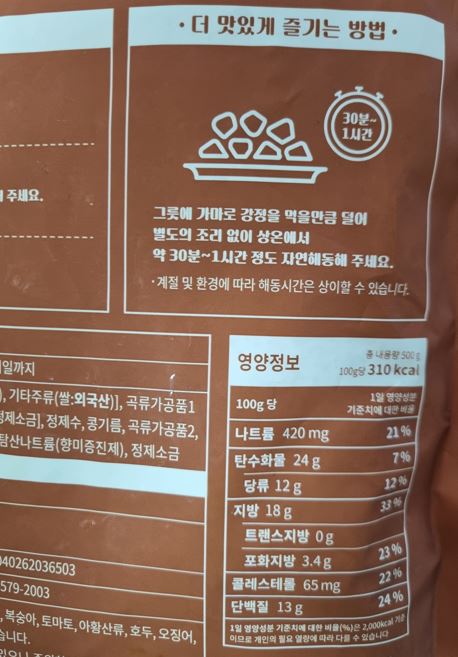 · 더 맛있게 즐기는 방법 ·
30분~
1시간
주세요.
그릇에 가마로 강정을 먹을만큼 덜어
별도의 조리 없이 상온에서
약 30분~1시간 정도 자연해동해 주세요.
· 계절 및 환경에 따라 해동시간은 상이할 수 있습니다.
일까지
), 기타주류(쌀:외국산)], 곡류가공품1
정제소금], 정제수, 콩기름, 곡류가공품2,
탐산나트륨(향미증진제), 정제소금
040262036503
579-2003
, 복숭아, 토마토, 아황산류, 호두, 오징어,
습니다.
영양정보
총 내용량 500 g
100g당 310 kcal
100g 당
1일 영양성분
기준치에 대한 비율
나트륨 420 mg 21 %
탄수화물 24 g 7 %
당류 12 g 12 %
지방 18 g 33 %
트랜스지방 0 g
포화지방 3.4 g 23 %
콜레스테롤 65 mg 22 %
단백질 13 g 24 %
1일 영양성분 기준치에 대한 비율(%)은 2,000kcal 기준
이므로 개인의 필요 열량에 따라 다를 수 있습니다